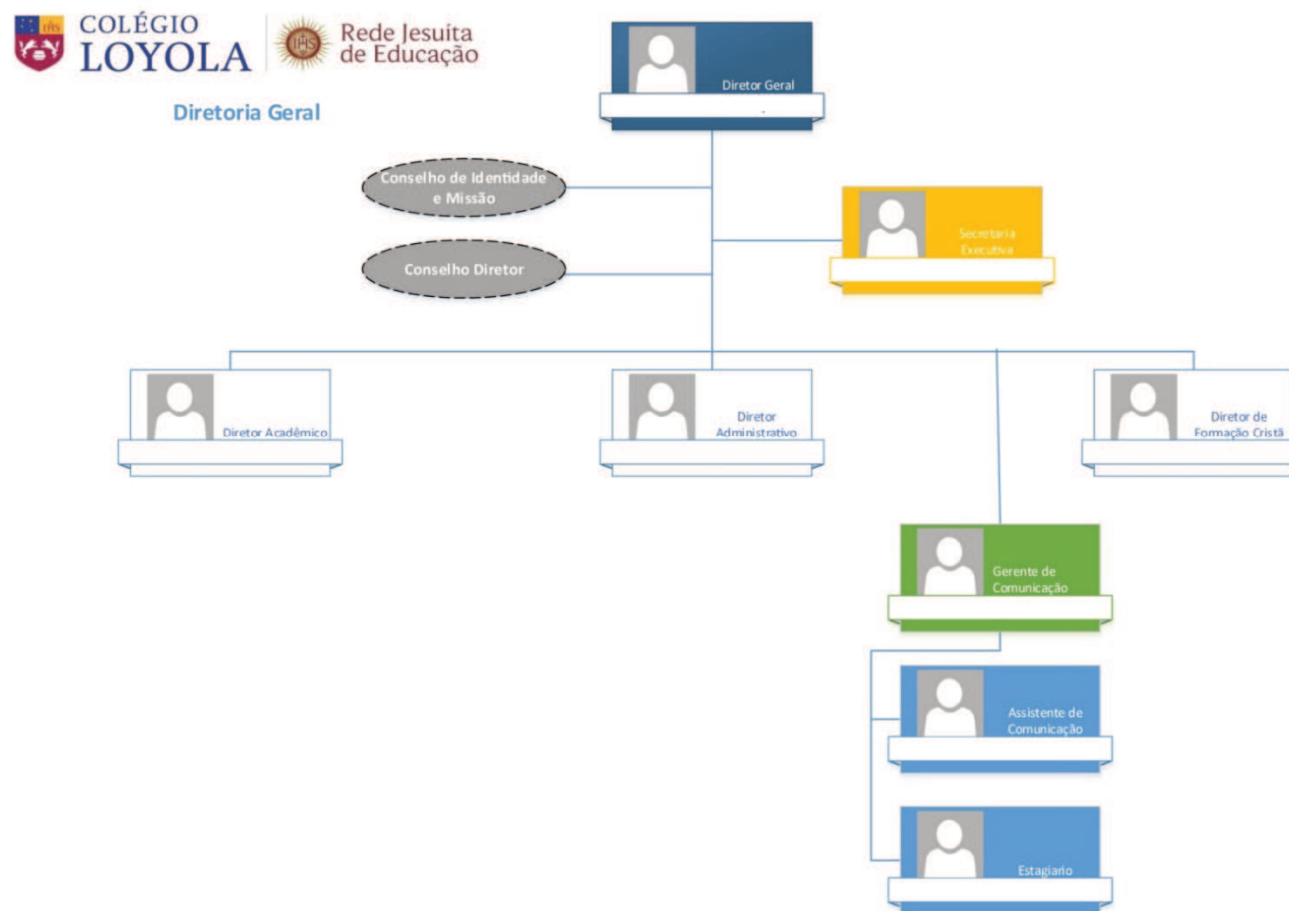 COLÉGIO
LOYOLA
Rede Jesuíta
de Educação
Diretoria Geral
Diretor Geral
Conselho de Identidade
e Missão
Secretaria
Executiva
Conselho Diretor
Diretor Acadêmico
Diretor
Administrativo
Diretor de
Formação Cristã
Gerente de
Comunicação
Assistente de
Comunicação
Estagiario